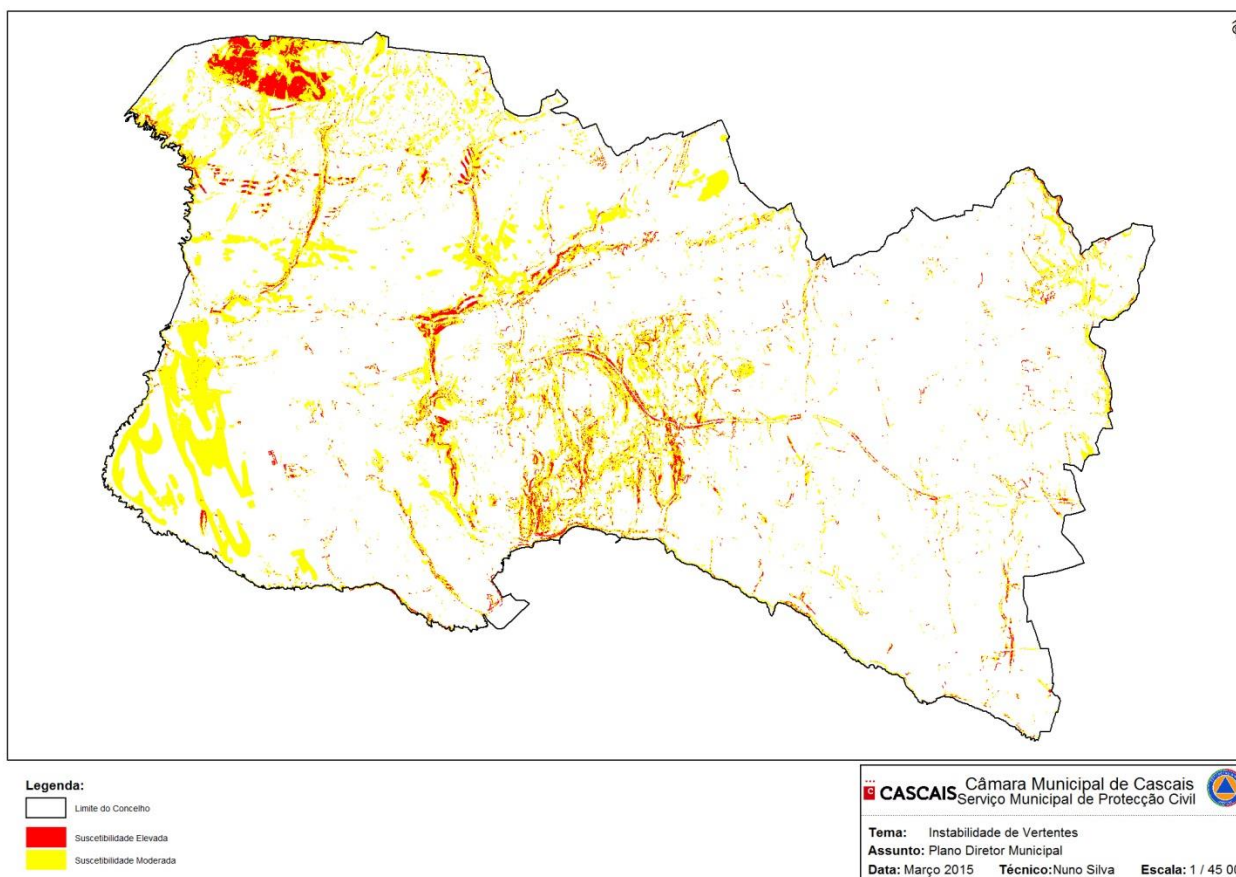 Legenda:
Limite do Concelho
Suscetibilidade Elevada
Suscetibilidade Moderada
CASCAIS Câmara Municipal de Cascais
Serviço Municipal de Protecção Civil
Tema: Instabilidade de Vertentes
Assunto: Plano Diretor Municipal
Data: Março 2015 Técnico: Nuno Silva Escala: 1 / 45 00